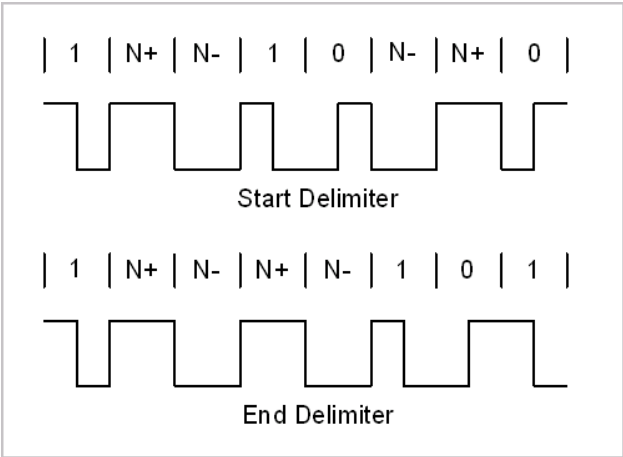 | 1 | N+ | N- | 1 | 0 | N- | N+ | 0 |
Start Delimiter
| 1 | N+ | N- | N+ | N- | 1 | 0 | 1 |
End Delimiter